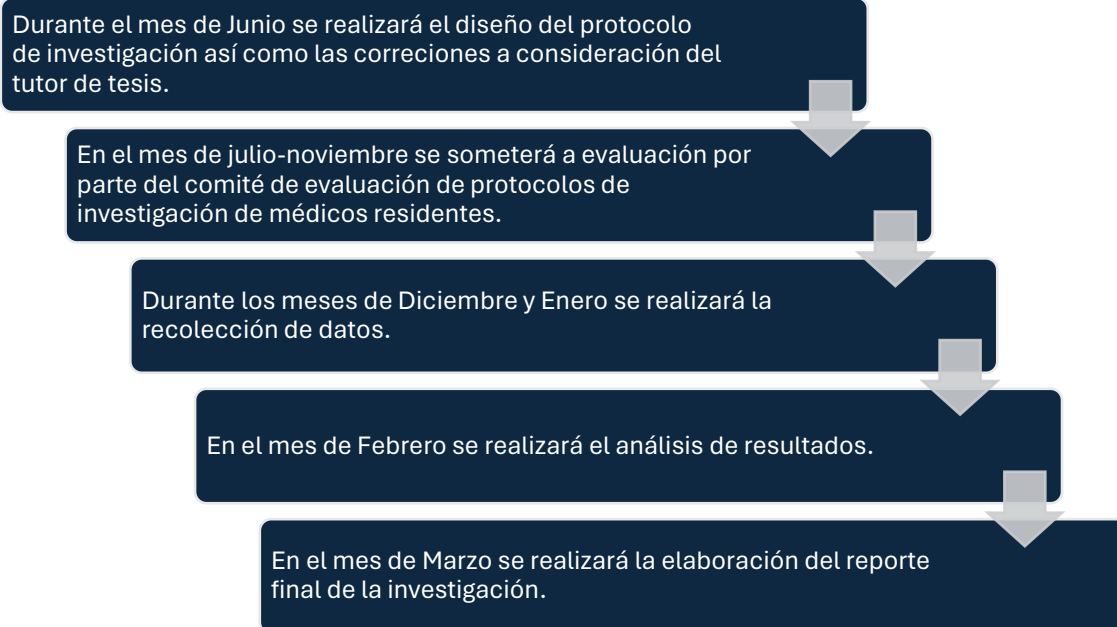 Durante el mes de Junio se realizará el diseño del protocolo
de investigación así como las correciones a consideración del
tutor de tesis.
En el mes de julio-noviembre se someterá a evaluación por
parte del comité de evaluación de protocolos de
investigación de médicos residentes.
Durante los meses de Diciembre y Enero se realizará la
recolección de datos.
En el mes de Febrero se realizará el análisis de resultados.
En el mes de Marzo se realizará la elaboración del reporte
final de la investigación.